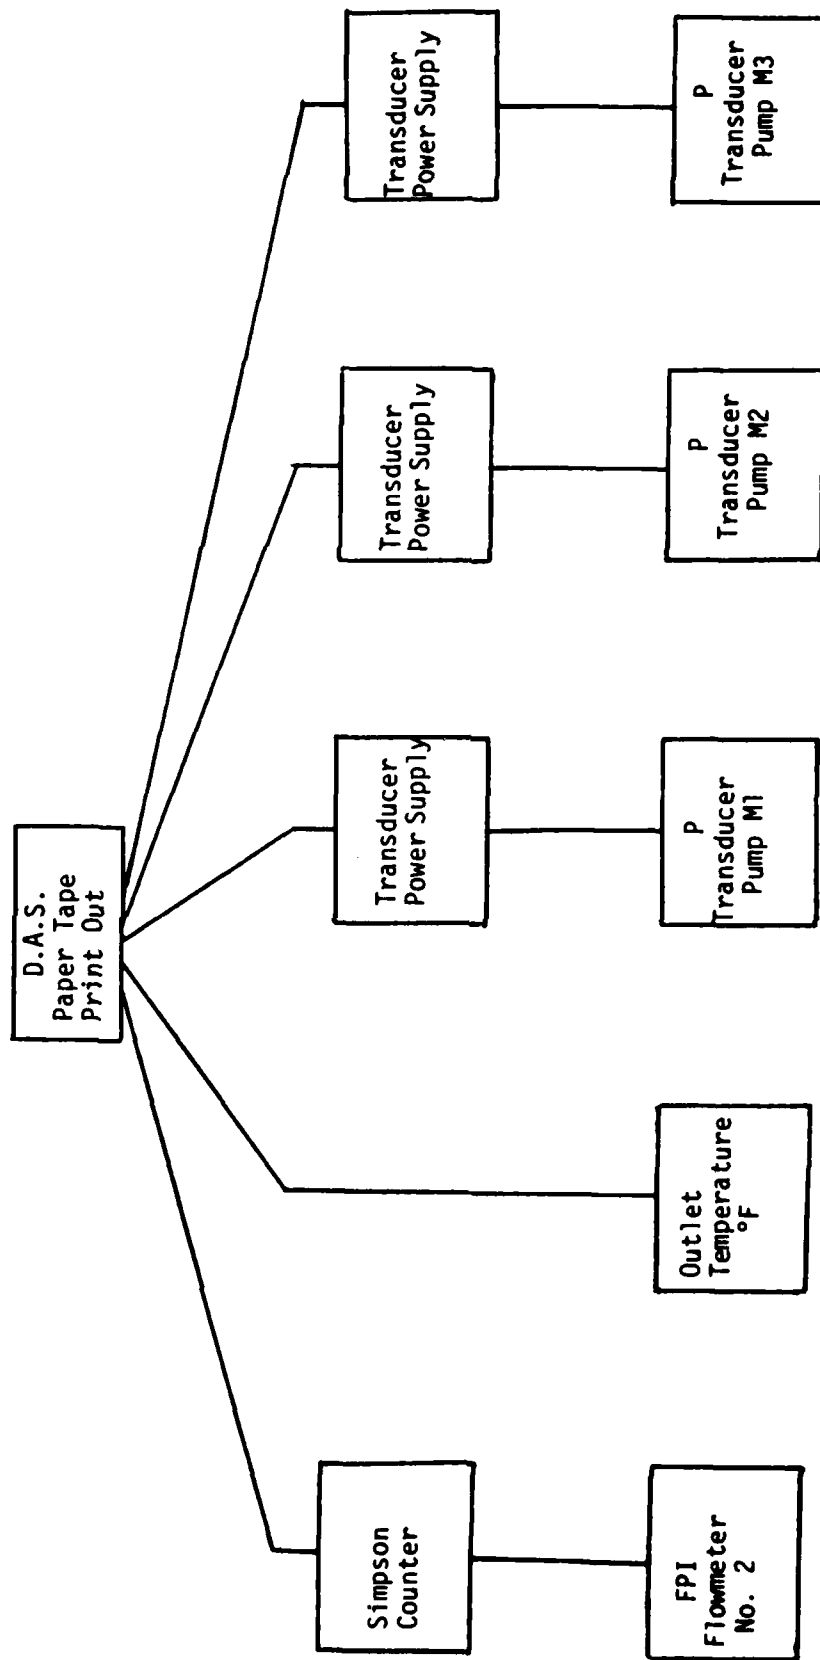 D.A.S.
Paper Tape
Print Out
Simpson
Counter
Transducer
Power Supply
Transducer
Power Supply
Transducer
Power Supply
FPI
Flowmeter
No. 2
Outlet
Temperature
°F
P
Transducer
Pump M1
P
Transducer
Pump M2
P
Transducer
Pump M3